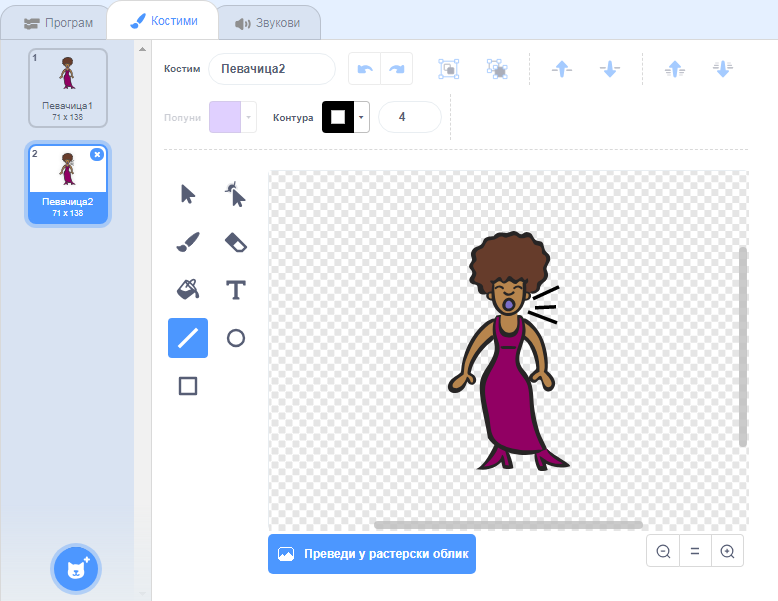 Програм
Костими
Звукови
1
Певачица1
71 x 138
2
Певачица2
71 x 138
Костим
Певачица2
Попуни
Контура
4
T
Преведи у растерски облик